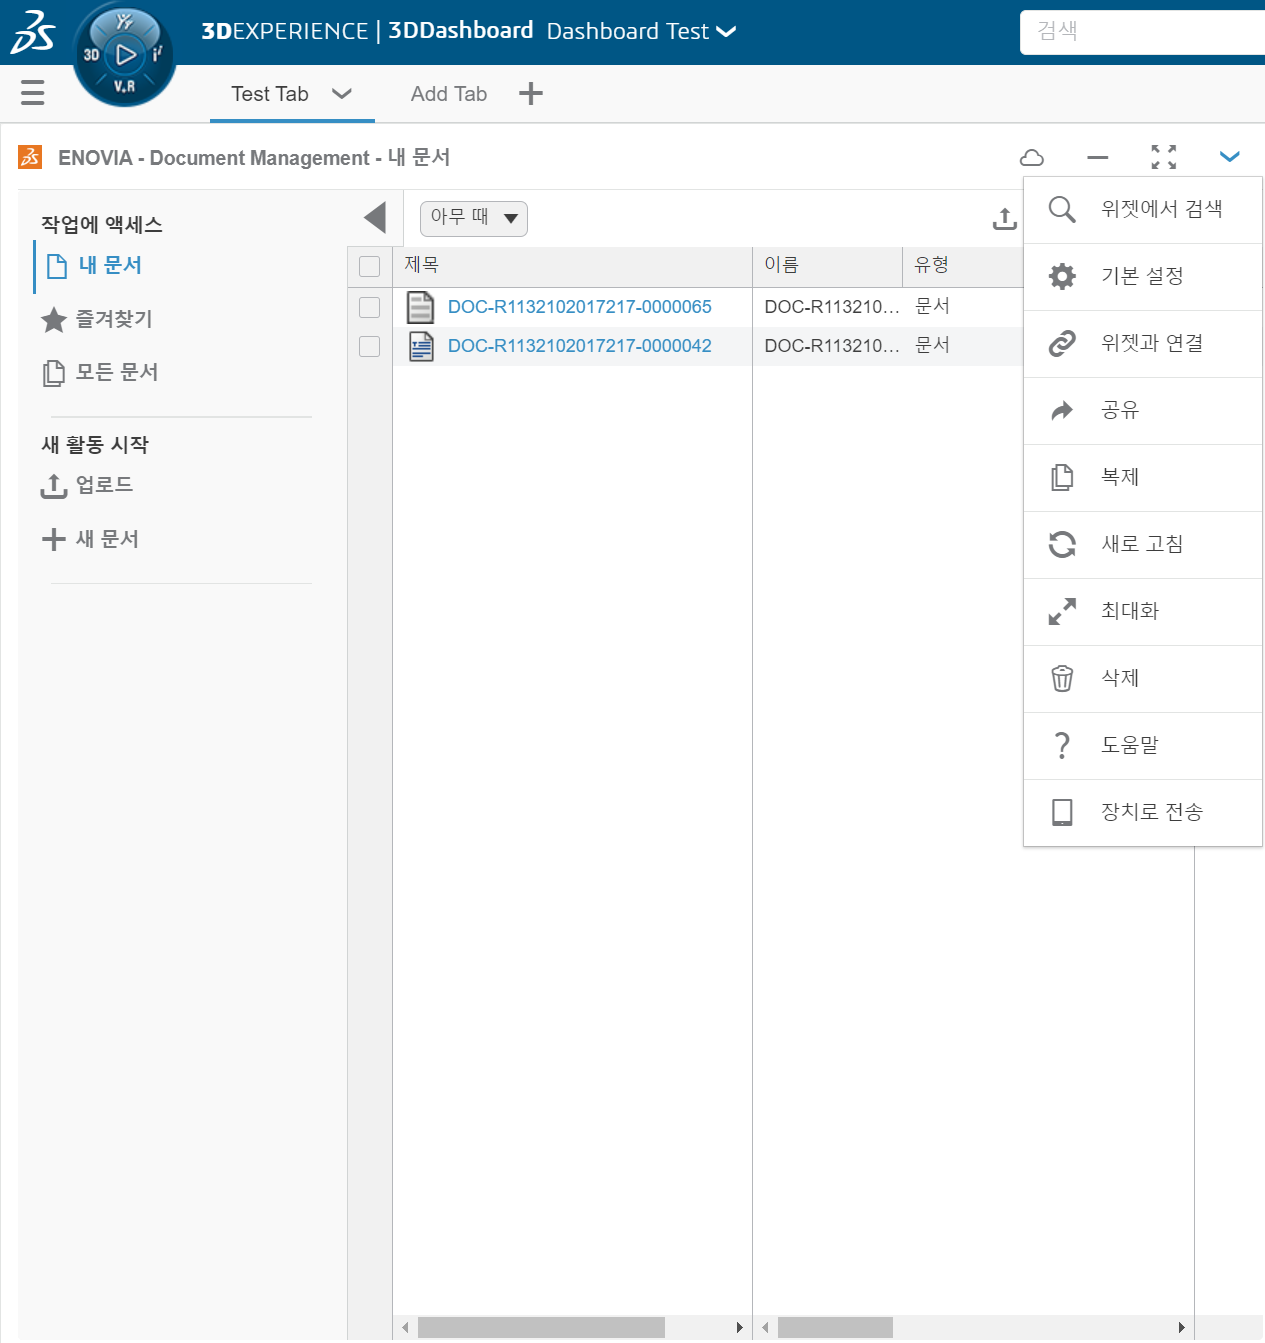 3DEXPERIENCE | 3DDashboard Dashboard Test
검색
3D
V.R
Test Tab
Add Tab
ENOVIA - Document Management - 내 문서
작업에 액세스
내 문서
즐겨찾기
모든 문서
새 활동 시작
업로드
새 문서
아무 때
제목 이름 유형
DOC-R1132102017217-0000065 DOC-R113210... 문서
DOC-R1132102017217-0000042 DOC-R113210... 문서
위젯에서 검색
기본 설정
위젯과 연결
공유
복제
새로 고침
최대화
삭제
도움말
장치로 전송